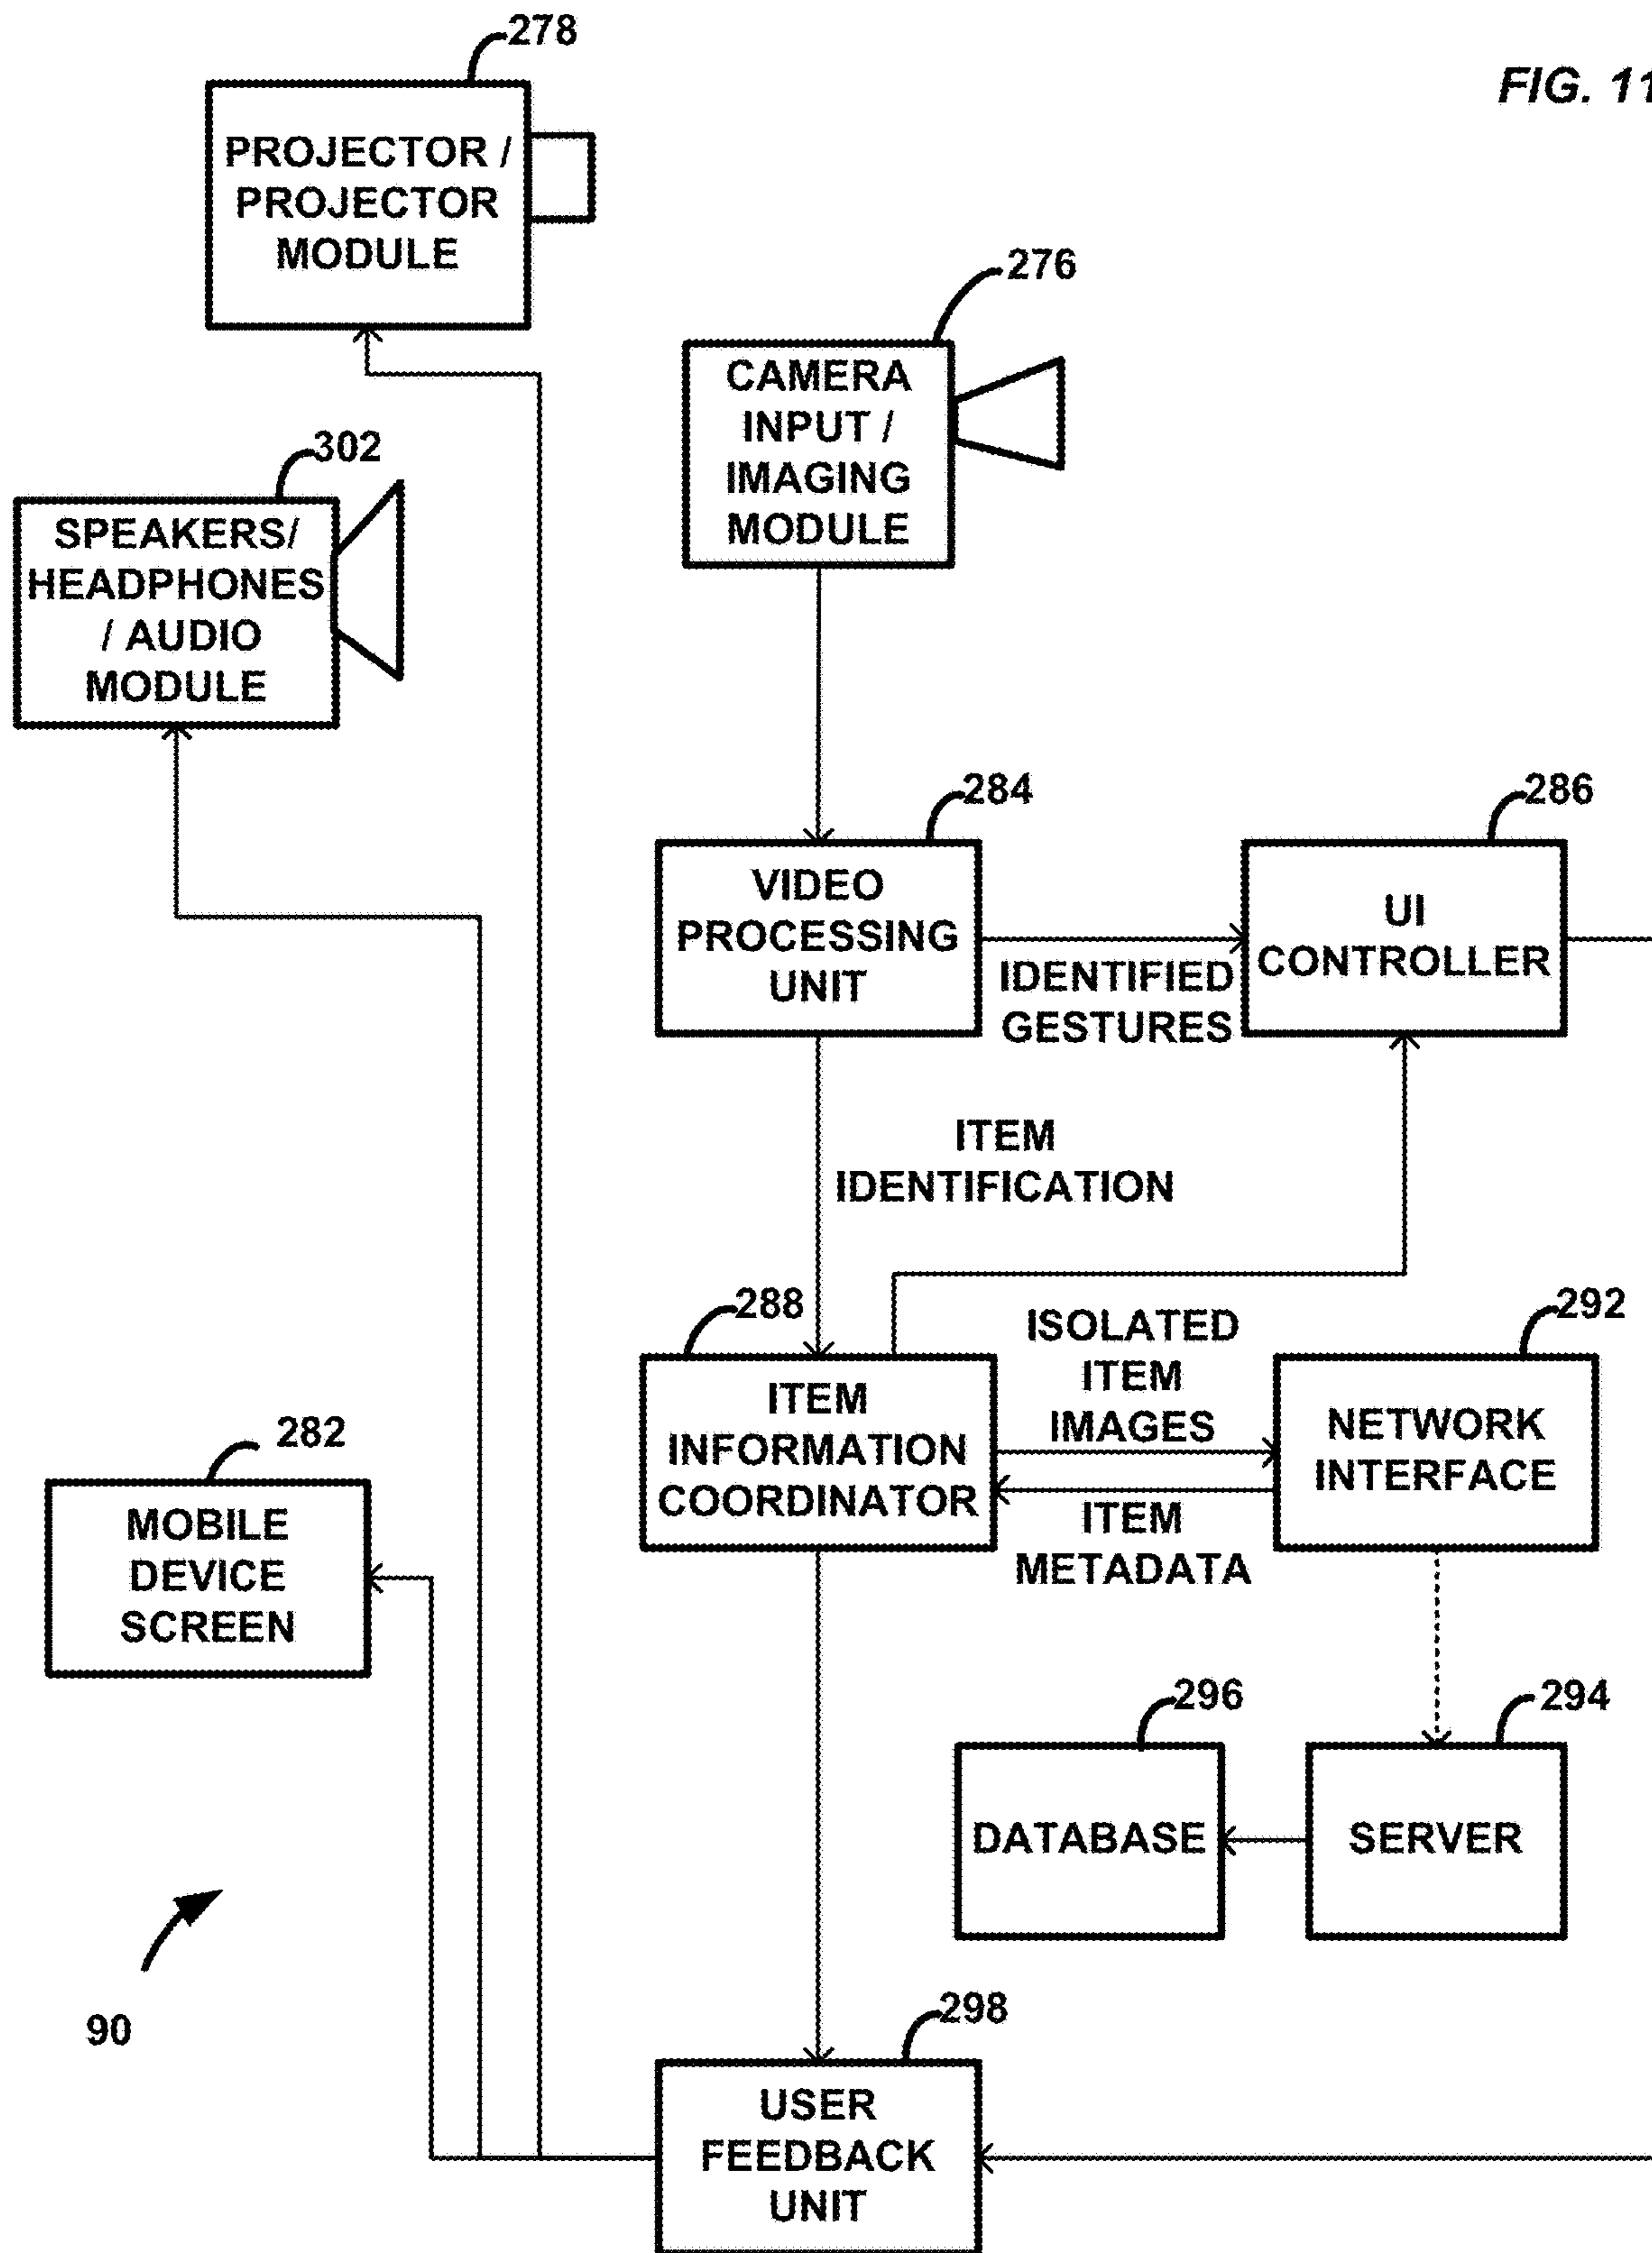 278
FIG. 11
PROJECTOR /
PROJECTOR
MODULE
276
CAMERA
INPUT /
IMAGING
MODULE
302
SPEAKERS/
HEADPHONES
/ AUDIO
MODULE
284
VIDEO
PROCESSING
UNIT
286
UI
CONTROLLER
IDENTIFIED
GESTURES
ITEM
IDENTIFICATION
288
ITEM
INFORMATION
COORDINATOR
ISOLATED
ITEM
IMAGES
292
NETWORK
INTERFACE
ITEM
METADATA
282
MOBILE
DEVICE
SCREEN
296
DATABASE
294
SERVER
90
298
USER
FEEDBACK
UNIT